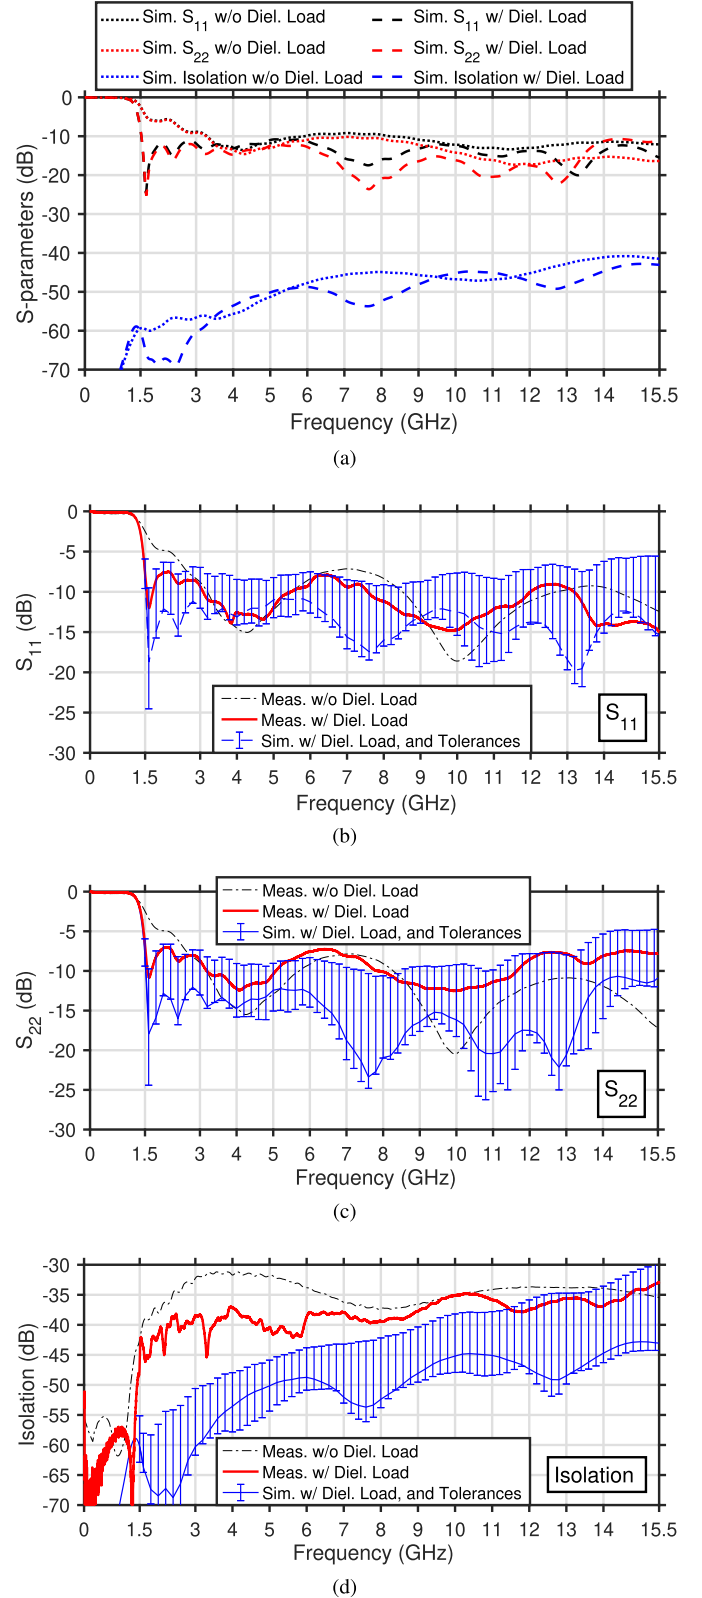 Sim. S11 w/o Diel. Load
Sim. S11 w/ Diel. Load
Sim. S22 w/o Diel. Load
Sim. S22 w/ Diel. Load
Sim. Isolation w/o Diel. Load
Sim. Isolation w/ Diel. Load
S-parameters (dB)
0
-10
-20
-30
-40
-50
-60
-70
0 1.5 3 4 5 6 7 8 9 10 11 12 13 14 15.5
Frequency (GHz)
(a)
S11 (dB)
0
-5
-10
-15
-20
-25
-30
Meas. w/o Diel. Load
Meas. w/ Diel. Load
Sim. w/ Diel. Load, and Tolerances
S11
0 1.5 3 4 5 6 7 8 9 10 11 12 13 14 15.5
Frequency (GHz)
(b)
S22 (dB)
0
-5
-10
-15
-20
-25
-30
Meas. w/o Diel. Load
Meas. w/ Diel. Load
Sim. w/ Diel. Load, and Tolerances
S22
0 1.5 3 4 5 6 7 8 9 10 11 12 13 14 15.5
Frequency (GHz)
(c)
Isolation (dB)
-30
-35
-40
-45
-50
-55
-60
-65
-70
Meas. w/o Diel. Load
Meas. w/ Diel. Load
Sim. w/ Diel. Load, and Tolerances
Isolation
0 1.5 3 4 5 6 7 8 9 10 11 12 13 14 15.5
Frequency (GHz)
(d)